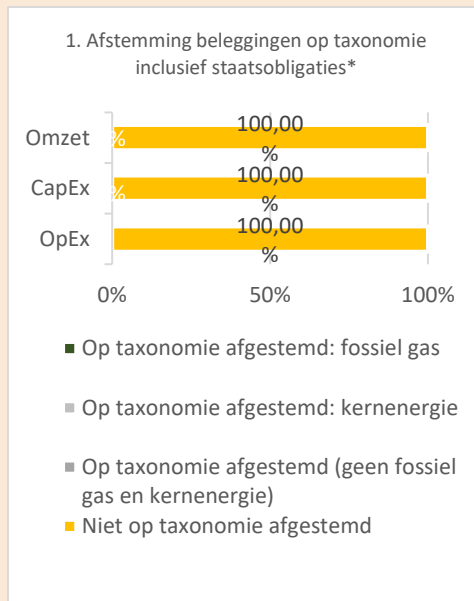 1. Afstemming beleggingen op taxonomie
inclusief staatsobligaties*
Omzet
%
100,00
%
CapEx
%
100,00
%
OpEx
100,00
%
0%
50%
100%
Op taxonomie afgestemd: fossiel gas
Op taxonomie afgestemd: kernenergie
Op taxonomie afgestemd (geen fossiel
gas en kernenergie)
Niet op taxonomie afgestemd